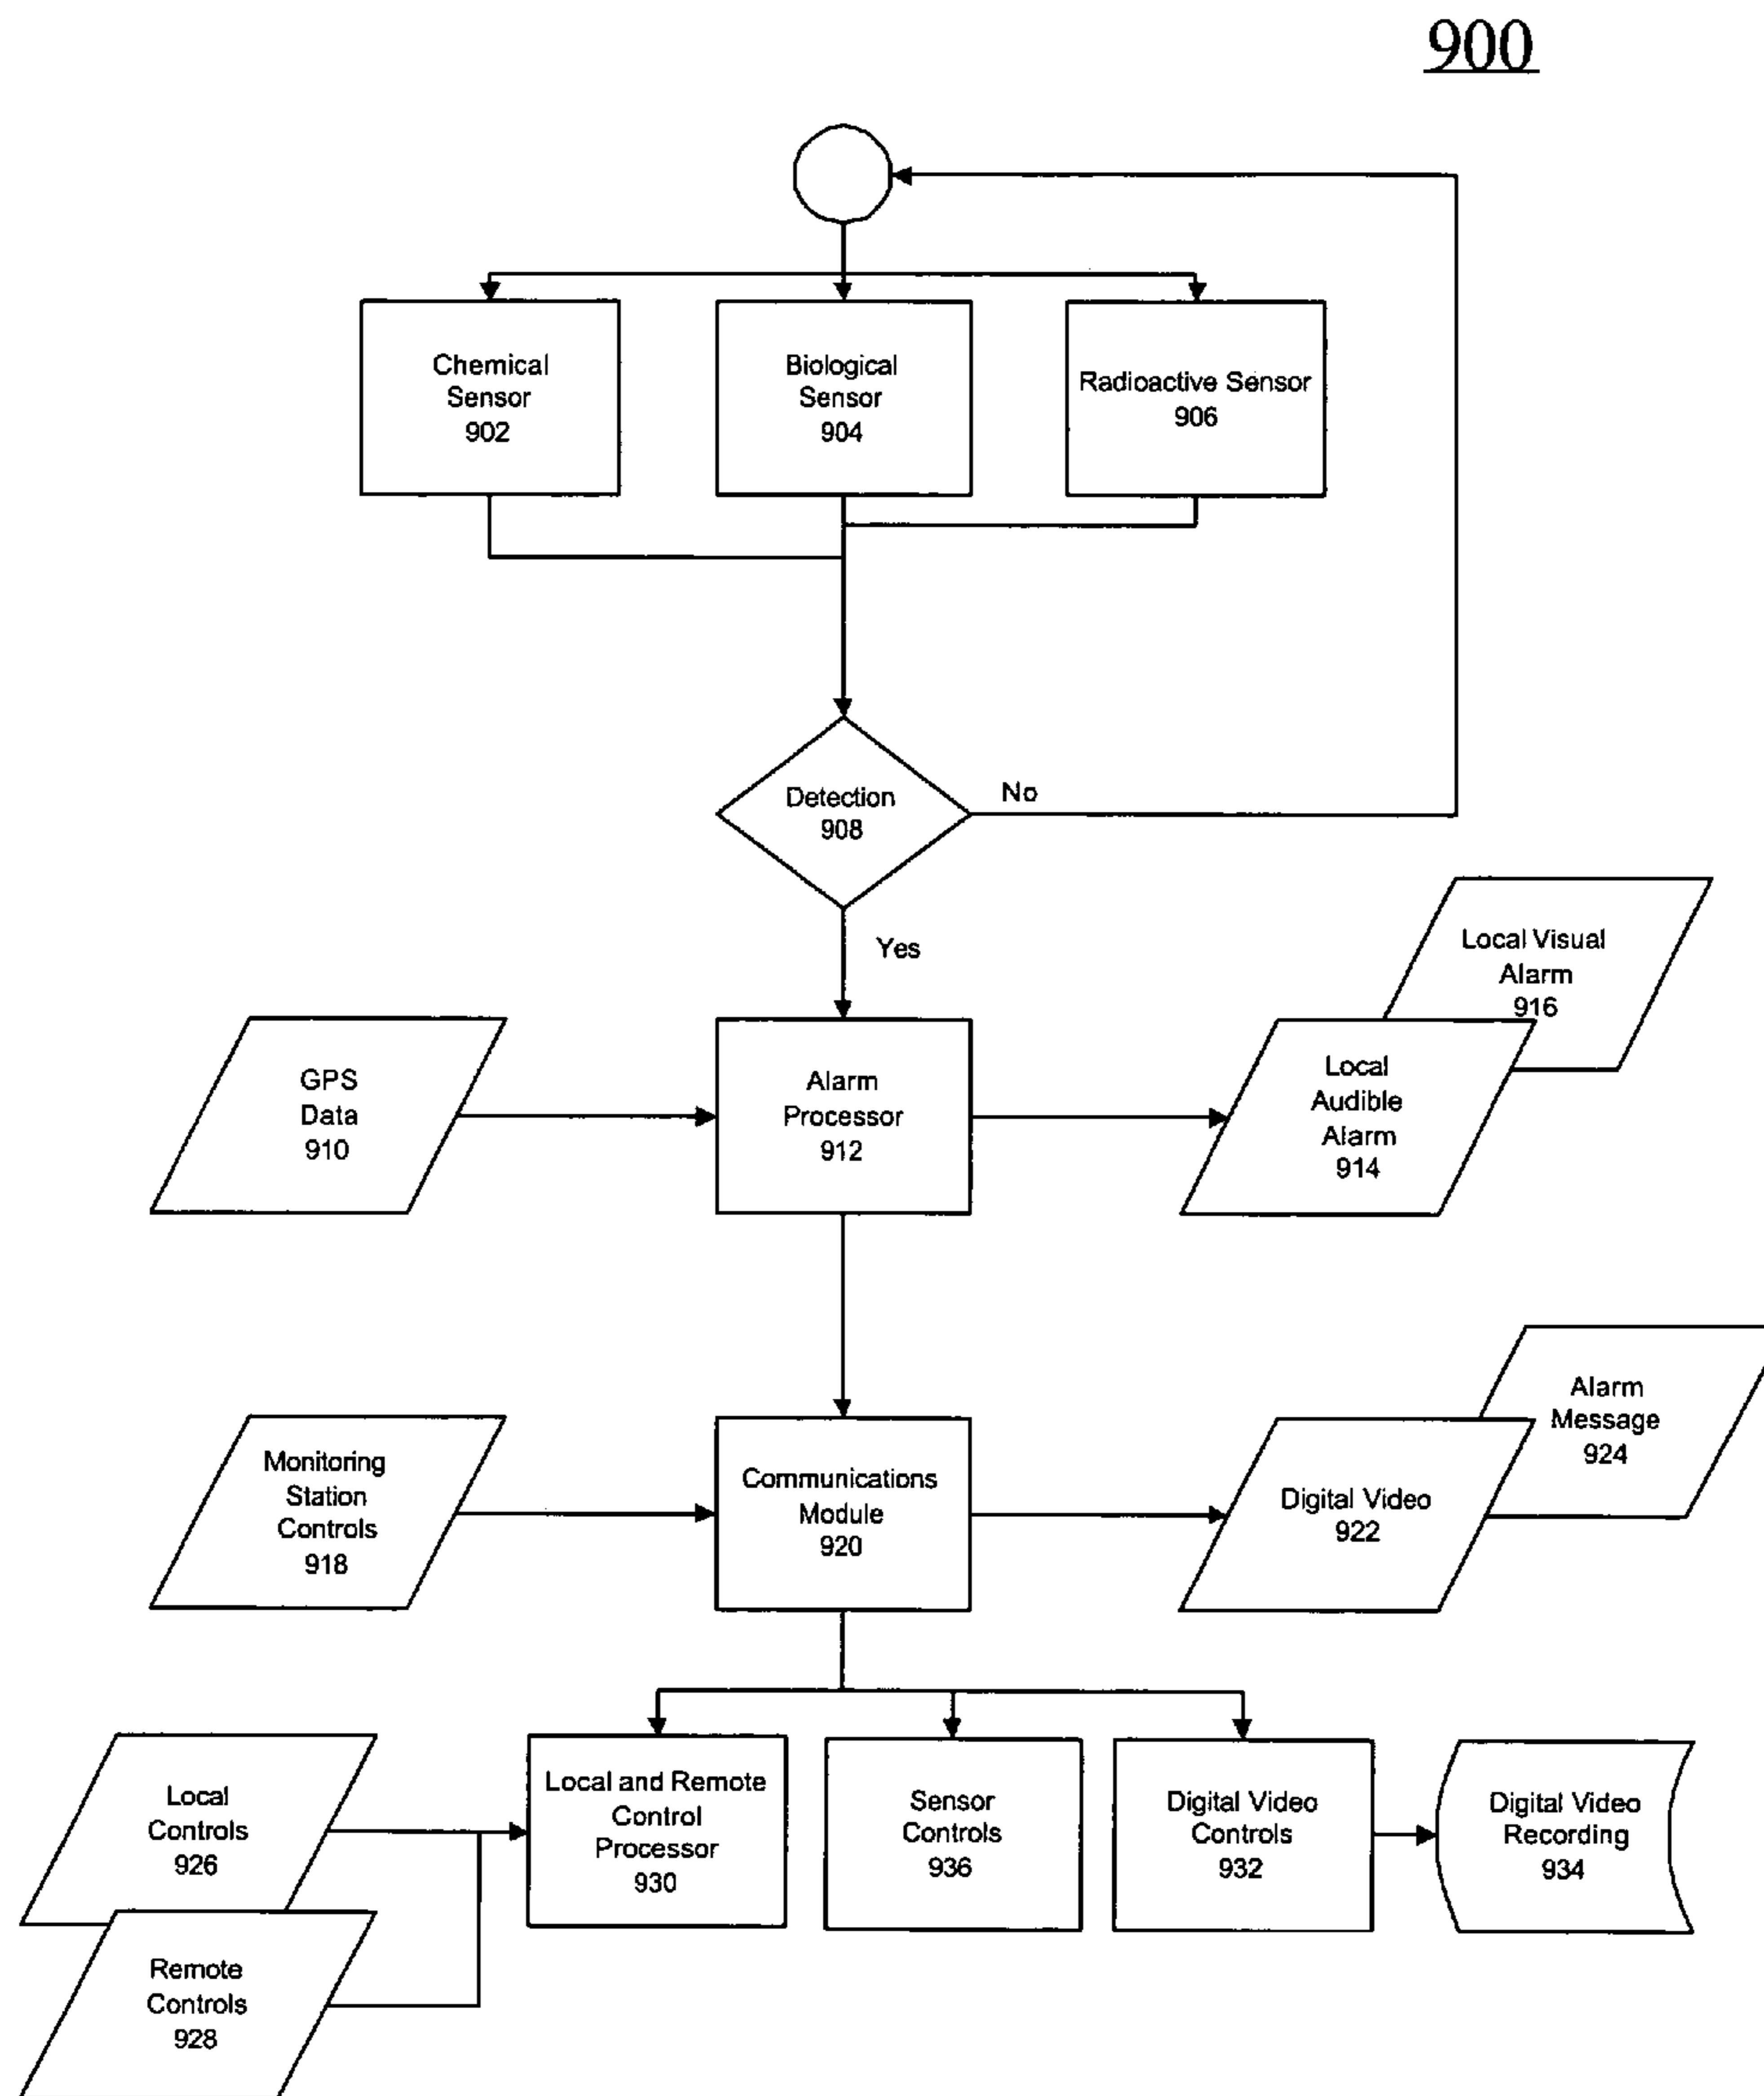 900
Chemical
Sensor
902
Biological
Sensor
904
Radioactive Sensor
906
Detection
908
No
Yes
Local Visual
Alarm
916
GPS
Data
910
Alarm
Processor
912
Local
Audible
Alarm
914
Alarm
Message
924
Monitoring
Station
Controls
918
Communications
Module
920
Digital Video
922
Local
Controls
926
Local and Remote
Control
Processor
930
Sensor
Controls
936
Digital Video
Controls
932
Digital Video
Recording
934
Remote
Controls
928